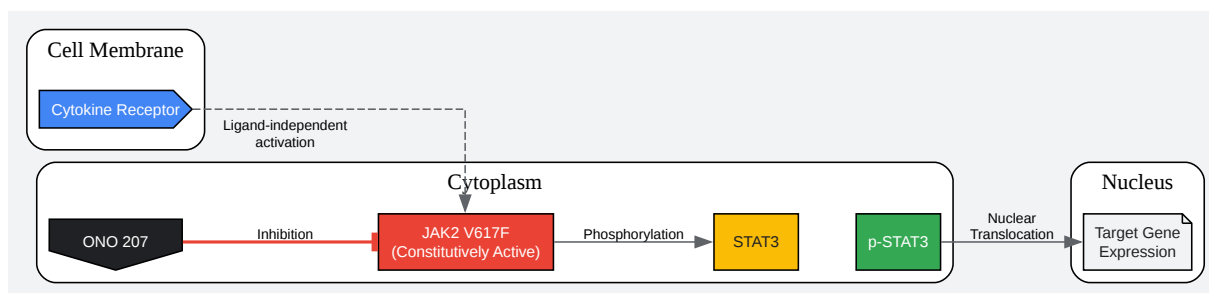 Cell Membrane
Cytokine Receptor
Ligand-independent
activation
Cytoplasm
ONO 207
Inhibition
JAK2 V617F
(Constitutively Active)
Phosphorylation
STAT3
p-STAT3
Nuclear
Translocation
Nucleus
Target Gene
Expression